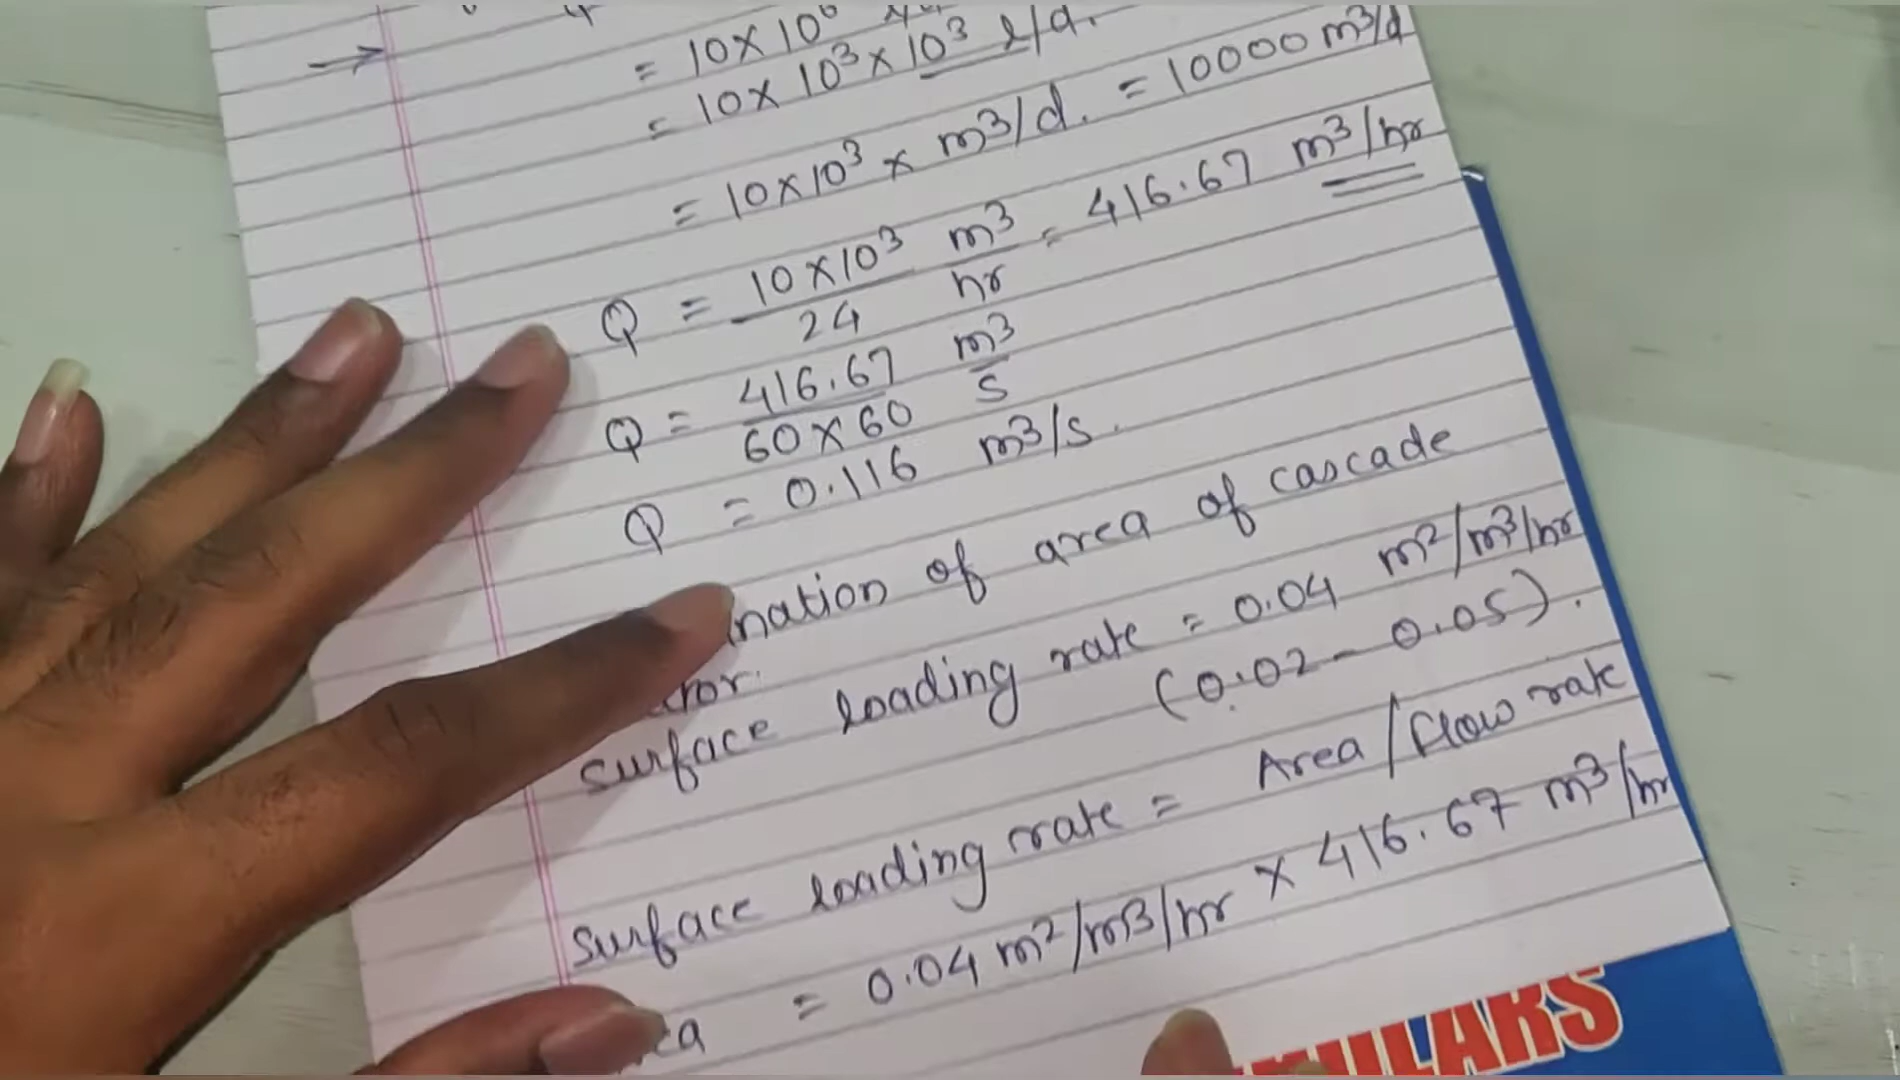 = 10 × 10⁶
= 10 × 10³ × 10³ l/d.
= 10 × 10³ × m³/d. = 10000 m³/d
Q = 10 × 10³ / 24 m³/hr = 416.67 m³/hr
Q = 416.67 / 60 × 60 m³/s
Q = 0.116 m³/s.
nation of area of cascade
tor.
surface loading rate = 0.04 m²/m³/hr
(0.02 - 0.05).
surface loading rate = Area/Flow rate
= 0.04 m²/m³/hr × 416.67 m³/hr